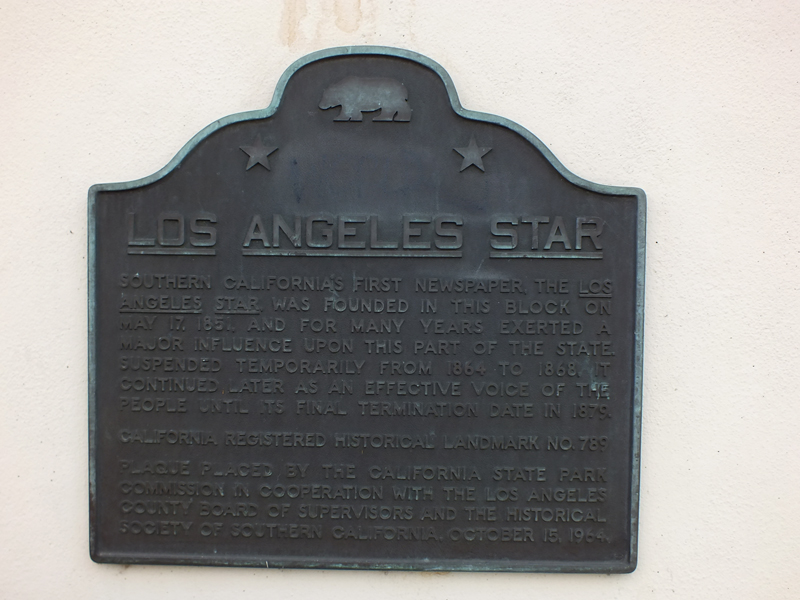 LOS ANGELES STAR
SOUTHERN CALIFORNIA'S FIRST NEWSPAPER, THE LOS
ANGELES STAR, WAS FOUNDED IN THIS BLOCK ON
MAY 17, 1851, AND FOR MANY YEARS EXERTED A
MAJOR INFLUENCE UPON THIS PART OF THE STATE.
SUSPENDED TEMPORARILY FROM 1864 TO 1868, IT
CONTINUED LATER AS AN EFFECTIVE VOICE OF THE
PEOPLE UNTIL ITS FINAL TERMINATION DATE IN 1879.
CALIFORNIA REGISTERED HISTORICAL LANDMARK NO. 789
PLAQUE PLACED BY THE CALIFORNIA STATE PARK
COMMISSION IN COOPERATION WITH THE LOS ANGELES
COUNTY BOARD OF SUPERVISORS AND THE HISTORICAL
SOCIETY OF SOUTHERN CALIFORNIA. OCTOBER 15, 1964.